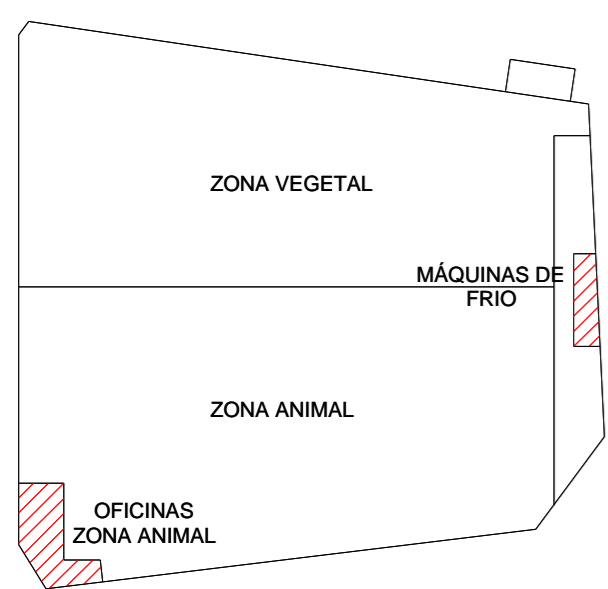 ZONA VEGETAL
MÁQUINAS DE
FRIO
ZONA ANIMAL
OFICINAS
ZONA ANIMAL